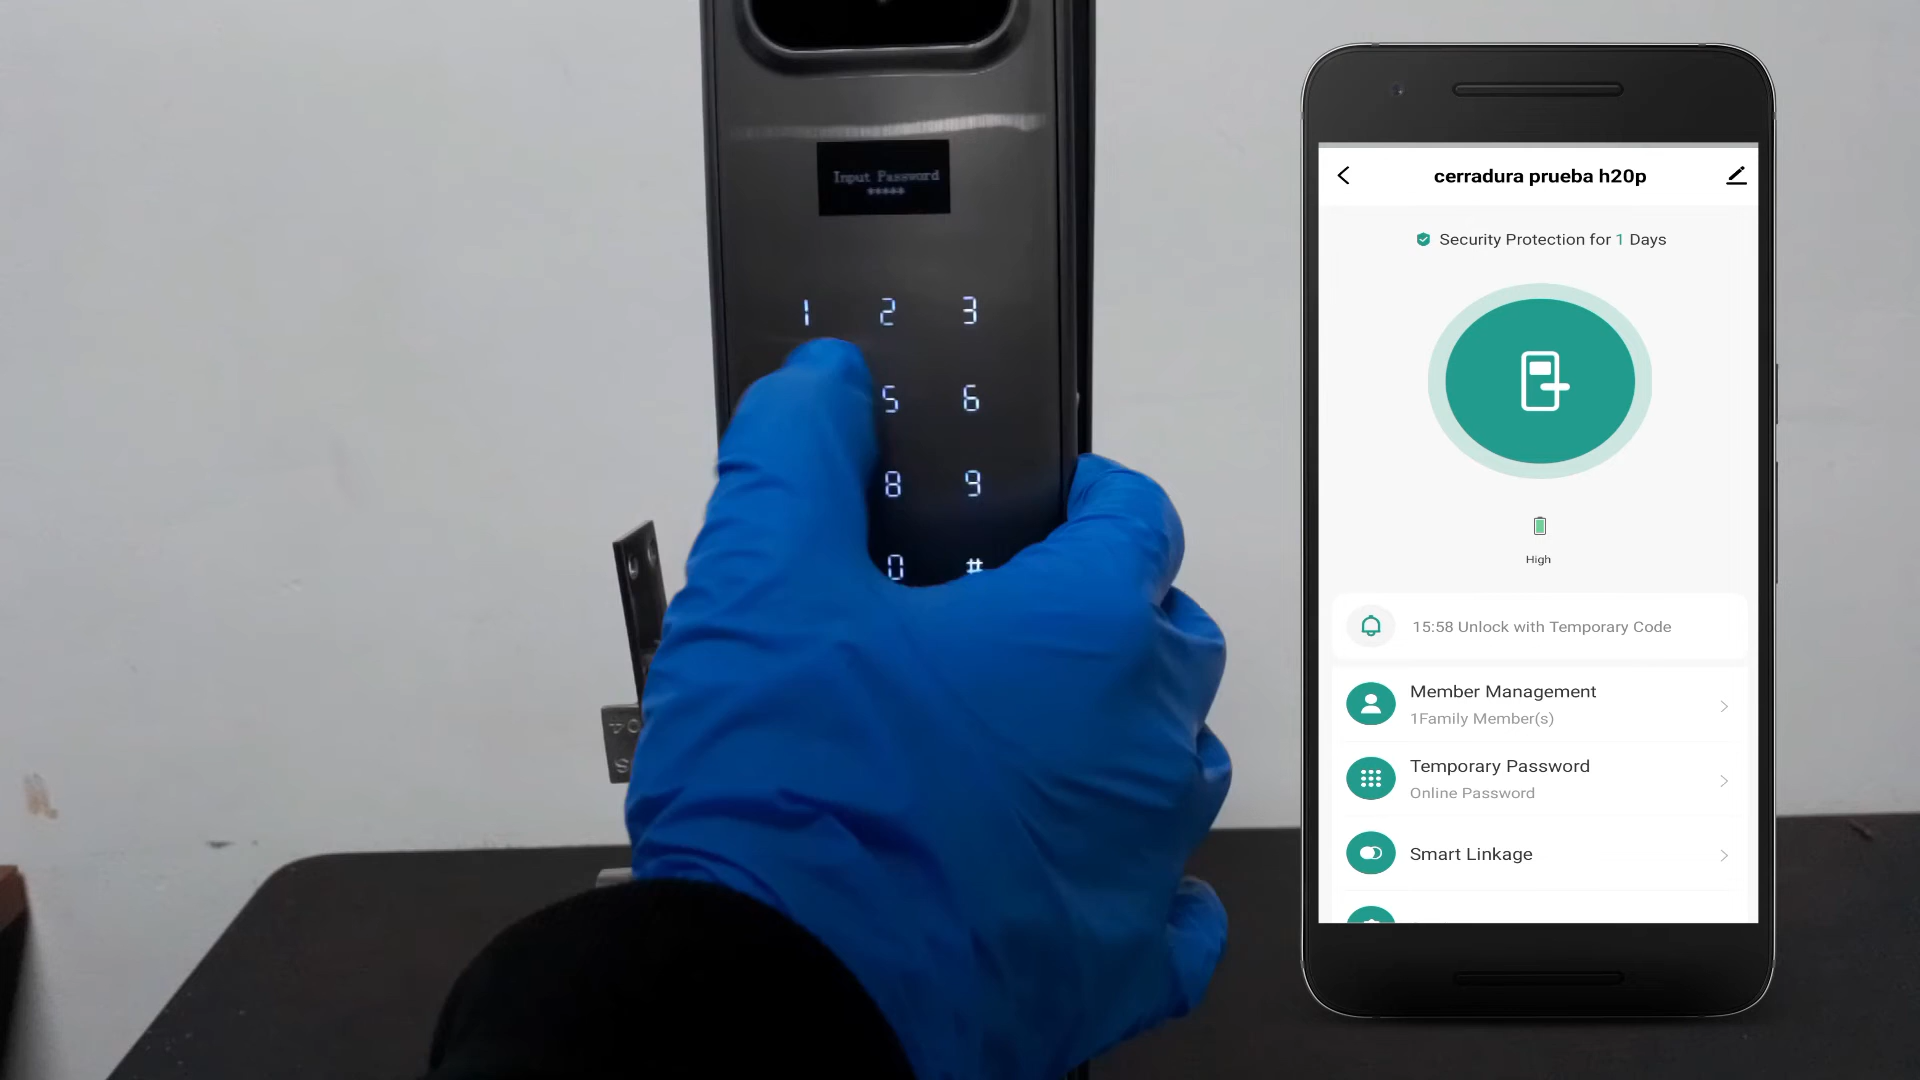 Input Password
*****
1 2 3
5 6
8 9
0 #
cerradura prueba h20p
Security Protection for 1 Days
High
15:58 Unlock with Temporary Code
Member Management
1Family Member(s)
Temporary Password
Online Password
Smart Linkage